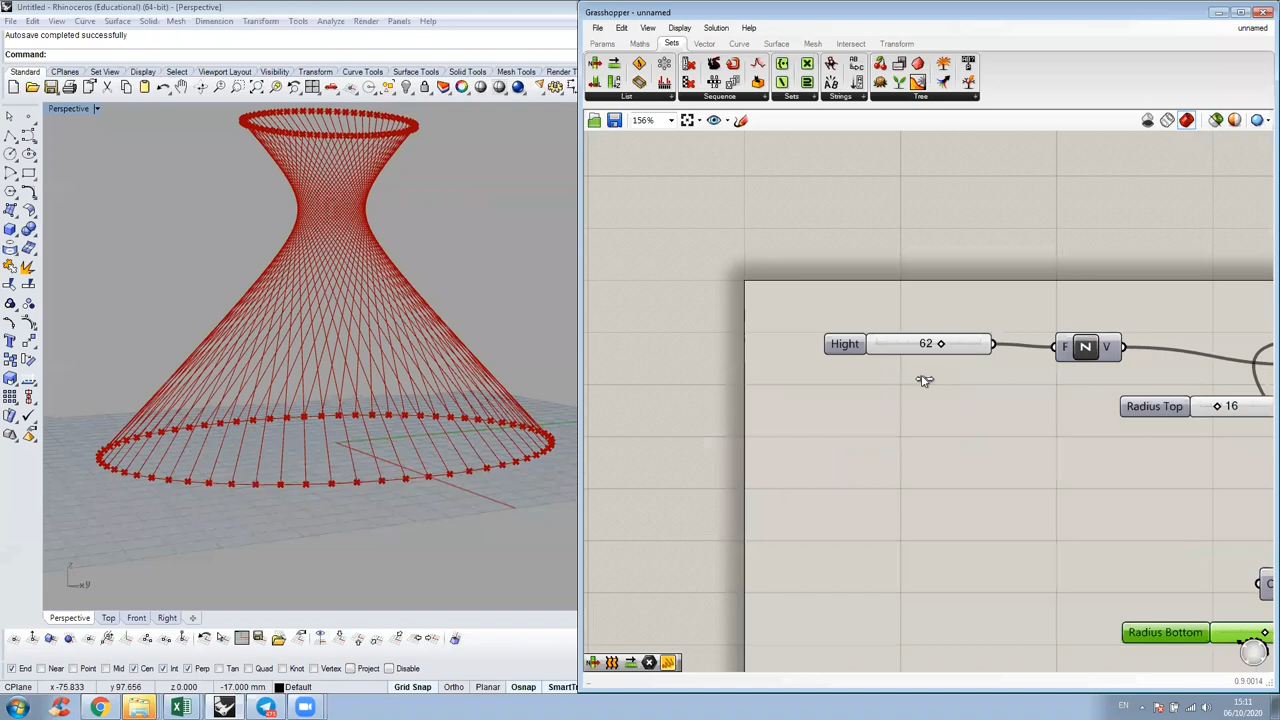 Untitled - Rhinoceros (Educational) (64-bit) - [Perspective]
File Edit View Curve Surface Solid Mesh Dimension Transform Tools Analyze Render Panels Help
Autosave completed successfully
Command:
Standard CPlanes Set View Display Select Viewport Layout Visibility Transform Curve Tools Surface Tools Solid Tools Mesh Tools Render T
Perspective
z
x y
Perspective Top Front Right
End Near Point Mid Cen Int Perp Tan Quad Knot Vertex Project Disable
CPlane x -75.833 y 97.656 z 0.000 -17.000 mm Default Grid Snap Ortho Planar Osnap SmartTr
Grasshopper - unnamed
File Edit View Display Solution Help unnamed
Params Maths Sets Vector Curve Surface Mesh Intersect Transform
List Sequence Sets Strings Tree
156%
Hight 62
F N V
Radius Top 16
C
Radius Bottom
0.9.0014
471
EN 15:11
06/10/2020